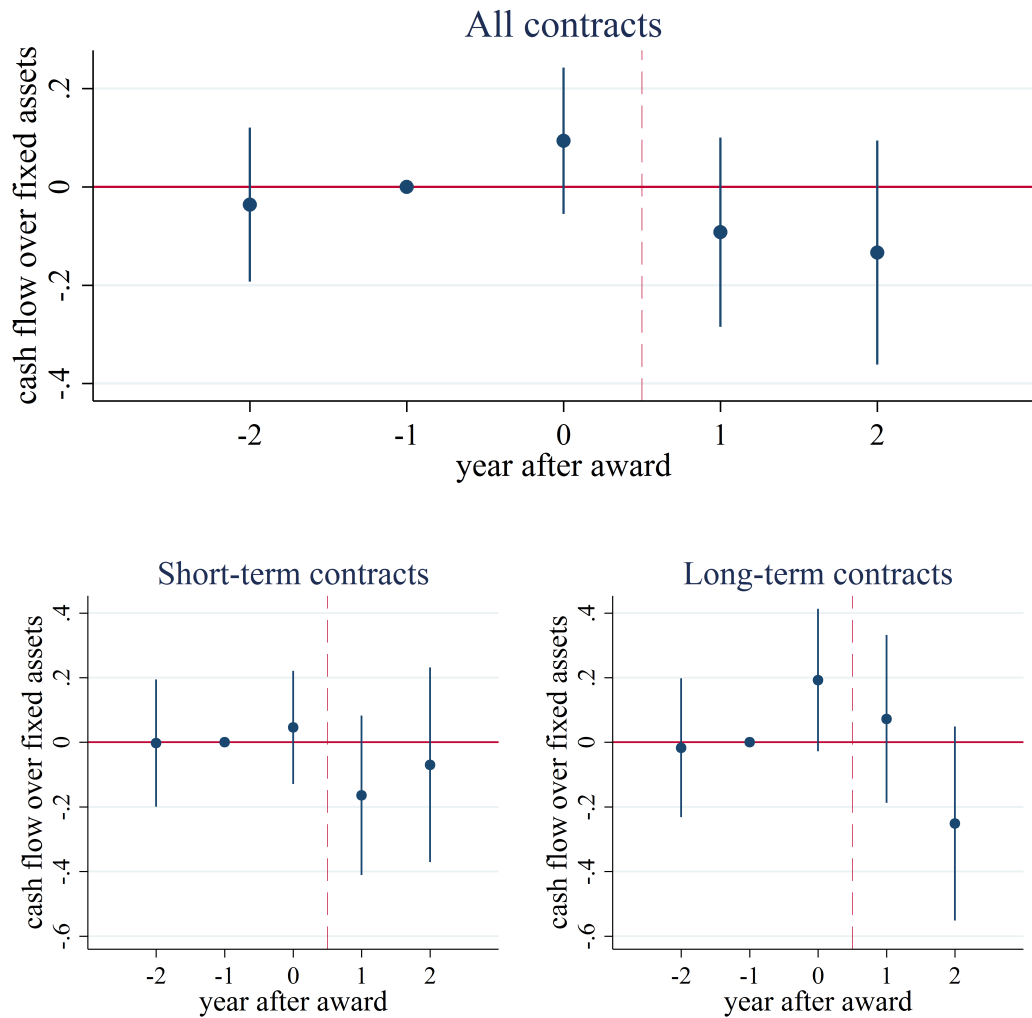 All contracts
cash flow over fixed assets
.2
0
-.2
-.4
-2 -1 0 1 2
year after award
Short-term contracts
cash flow over fixed assets
.4
.2
0
-.2
-.4
-.6
-2 -1 0 1 2
year after award
Long-term contracts
cash flow over fixed assets
.4
.2
0
-.2
-.4
-.6
-2 -1 0 1 2
year after award